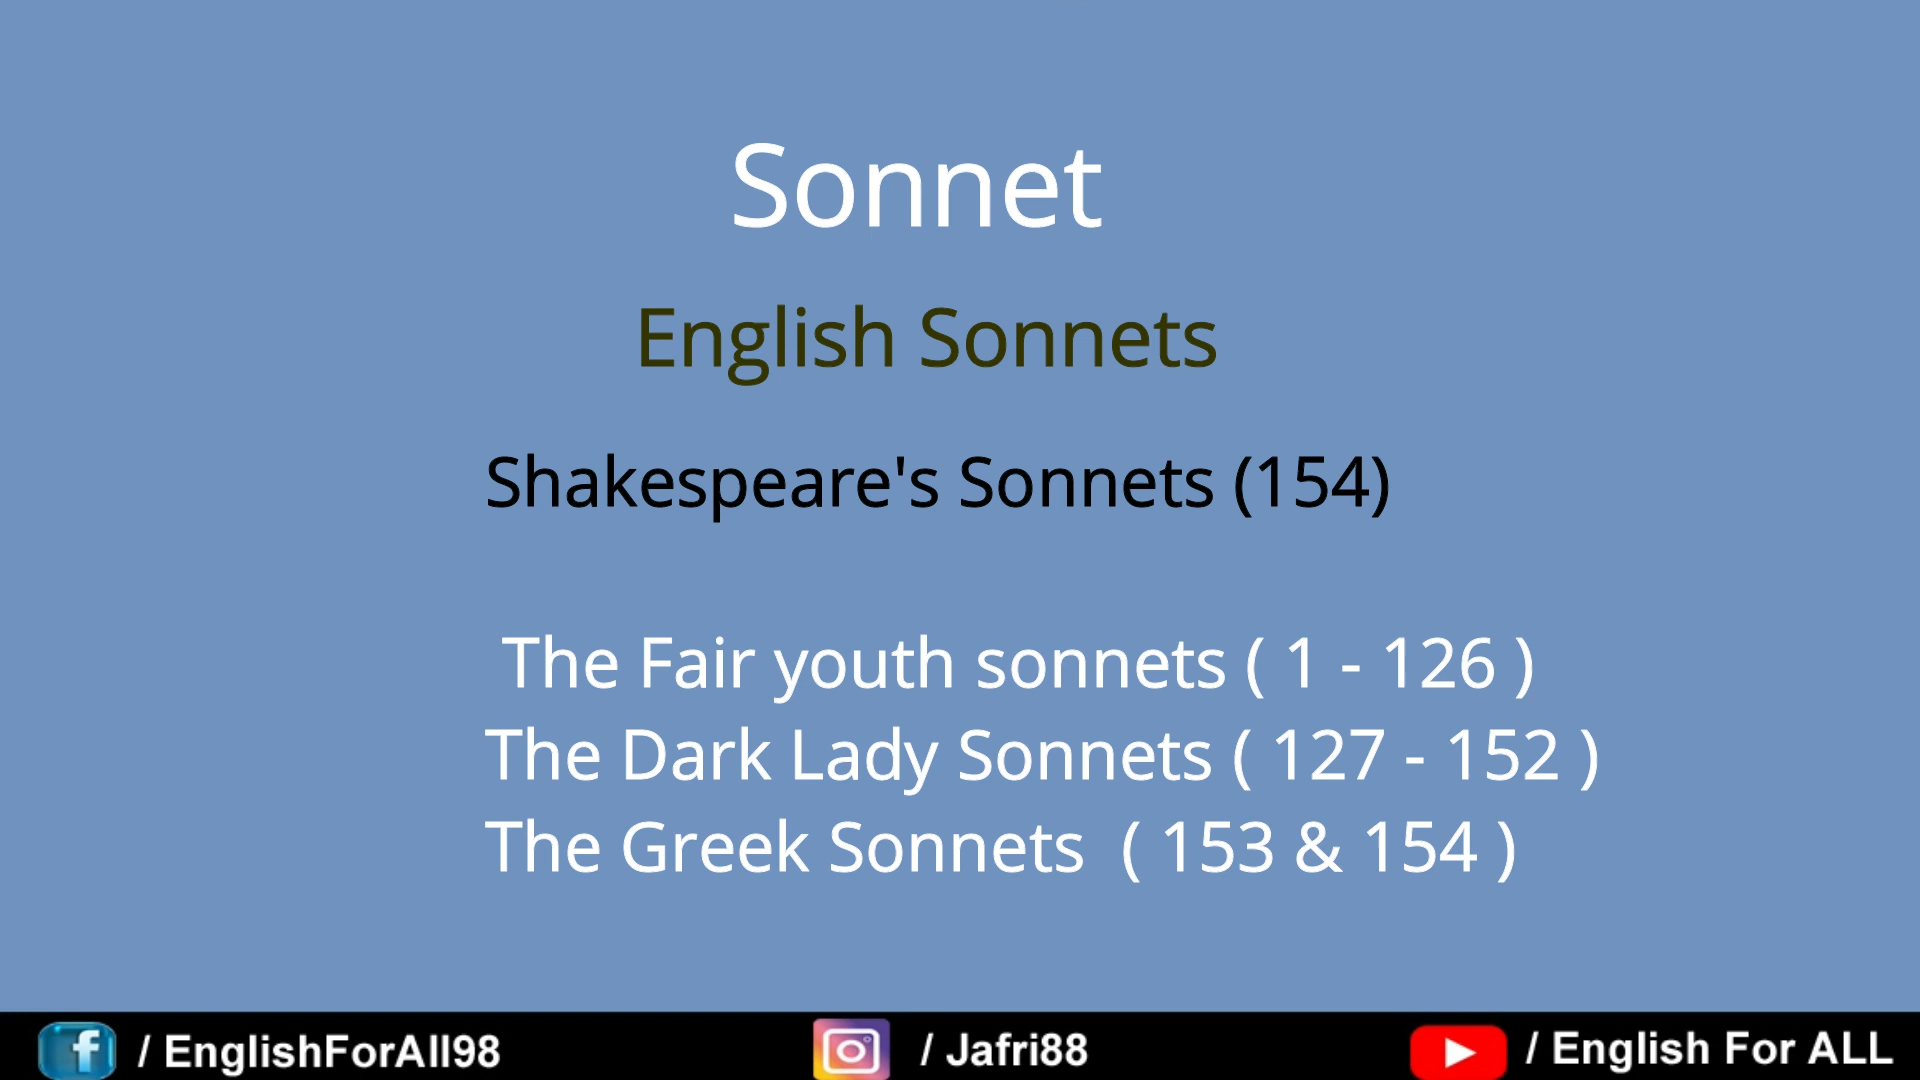 Sonnet
English Sonnets
Shakespeare's Sonnets (154)
The Fair youth sonnets ( 1 - 126 )
The Dark Lady Sonnets ( 127 - 152 )
The Greek Sonnets  ( 153 & 154 )
/ EnglishForAll98
/ Jafri88
/ English For ALL